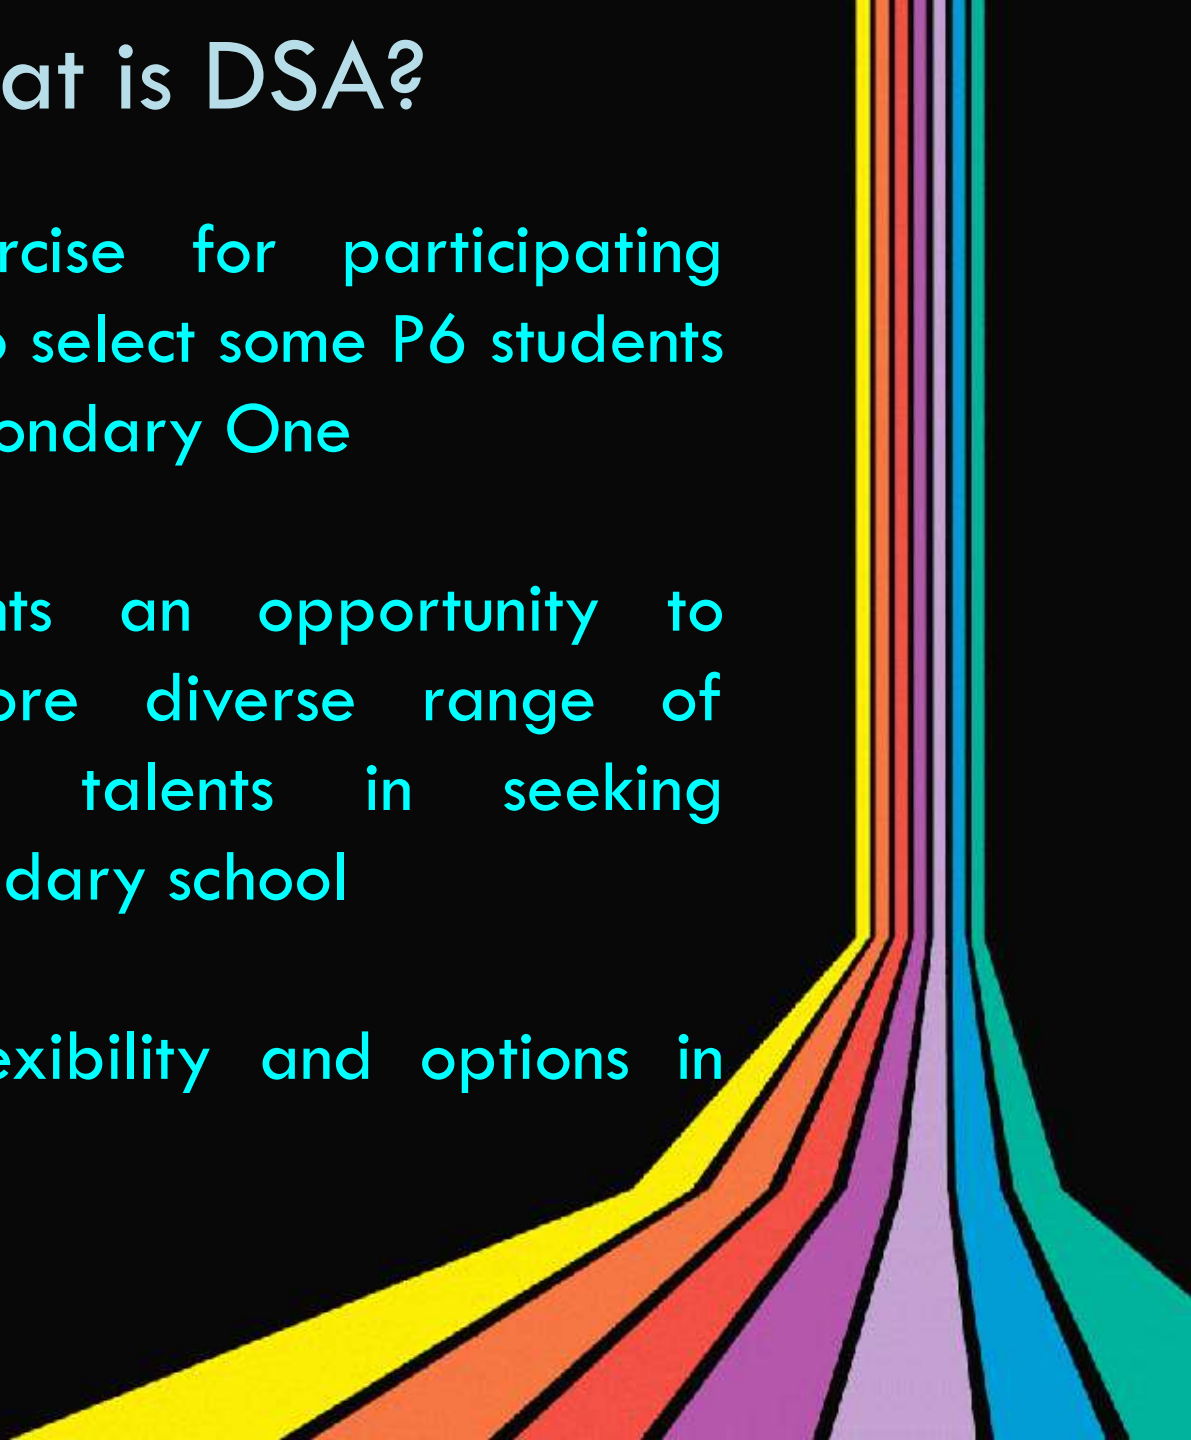 at is DSA?
rcise for participating
o select some P6 students
ondary One
nts an opportunity to
ore diverse range of
talents in seeking
dary school
exibility and options in